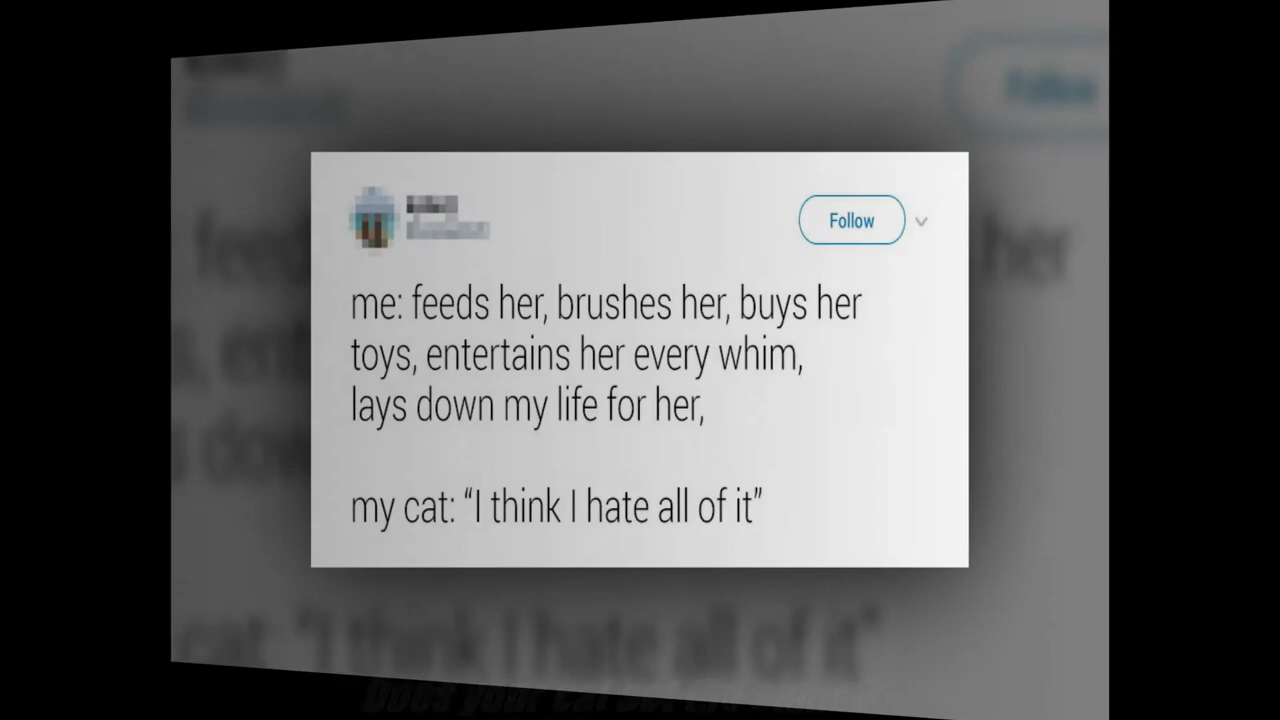 Follow
me: feeds her, brushes her, buys her
toys, entertains her every whim,
lays down my life for her,
my cat: “I think I hate all of it”